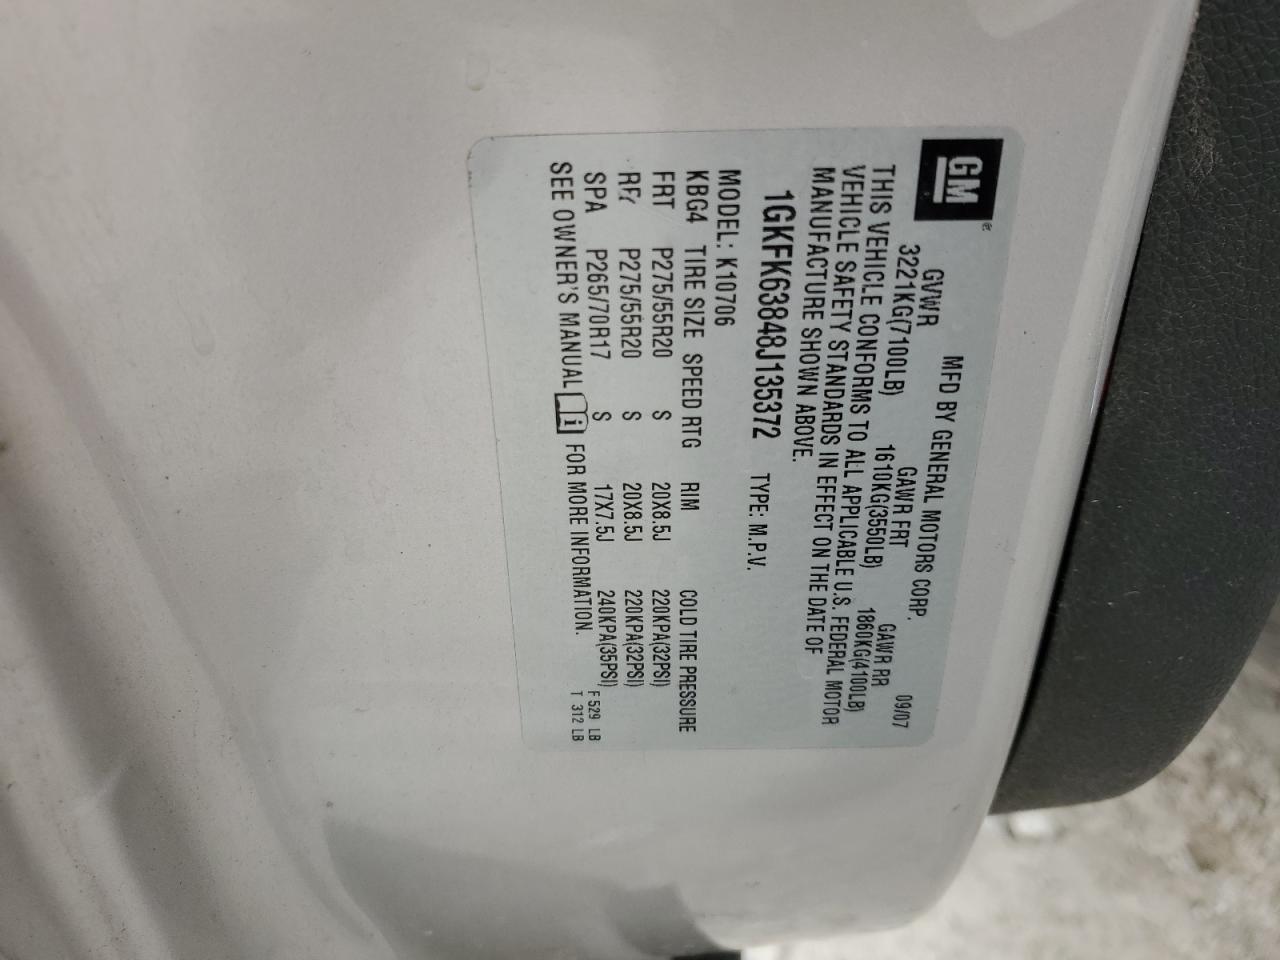 GM
MFD BY GENERAL MOTORS CORP. 09/07
GVWR GAWR FRT GAWR RR
3221KG(7100LB) 1610KG(3550LB) 1860KG(4100LB)
THIS VEHICLE CONFORMS TO ALL APPLICABLE U.S. FEDERAL MOTOR
VEHICLE SAFETY STANDARDS IN EFFECT ON THE DATE OF
MANUFACTURE SHOWN ABOVE.
1GKFK63848J135372 TYPE: M.P.V.
MODEL: K10706
KBG4 TIRE SIZE SPEED RTG RIM COLD TIRE PRESSURE
FRT P275/55R20 S 20X8.5J 220KPA(32PSI)
RR P275/55R20 S 20X8.5J 220KPA(32PSI)
SPA P265/70R17 S 17X7.5J 240KPA(35PSI)
SEE OWNER'S MANUAL i FOR MORE INFORMATION.
F 529 LB
T 312 LB